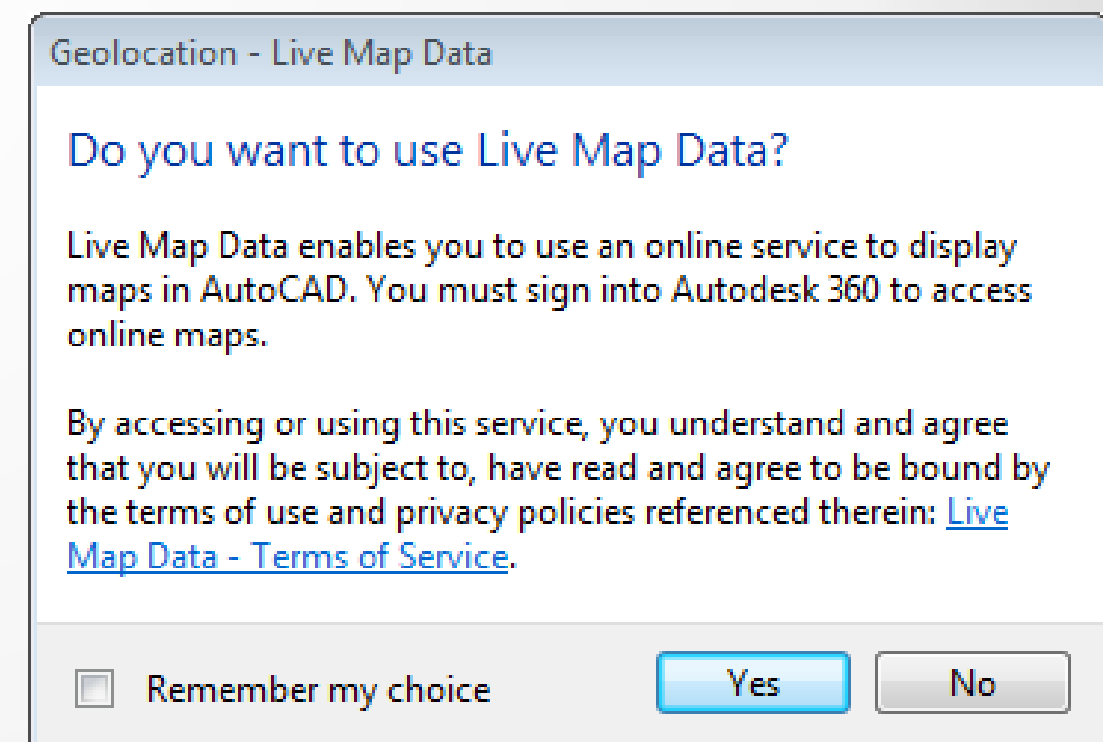 Geolocation - Live Map Data
Do you want to use Live Map Data?
Live Map Data enables you to use an online service to display
maps in AutoCAD. You must sign into Autodesk 360 to access
online maps.
By accessing or using this service, you understand and agree
that you will be subject to, have read and agree to be bound by
the terms of use and privacy policies referenced therein: Live
Map Data - Terms of Service.
Remember my choice
Yes
No